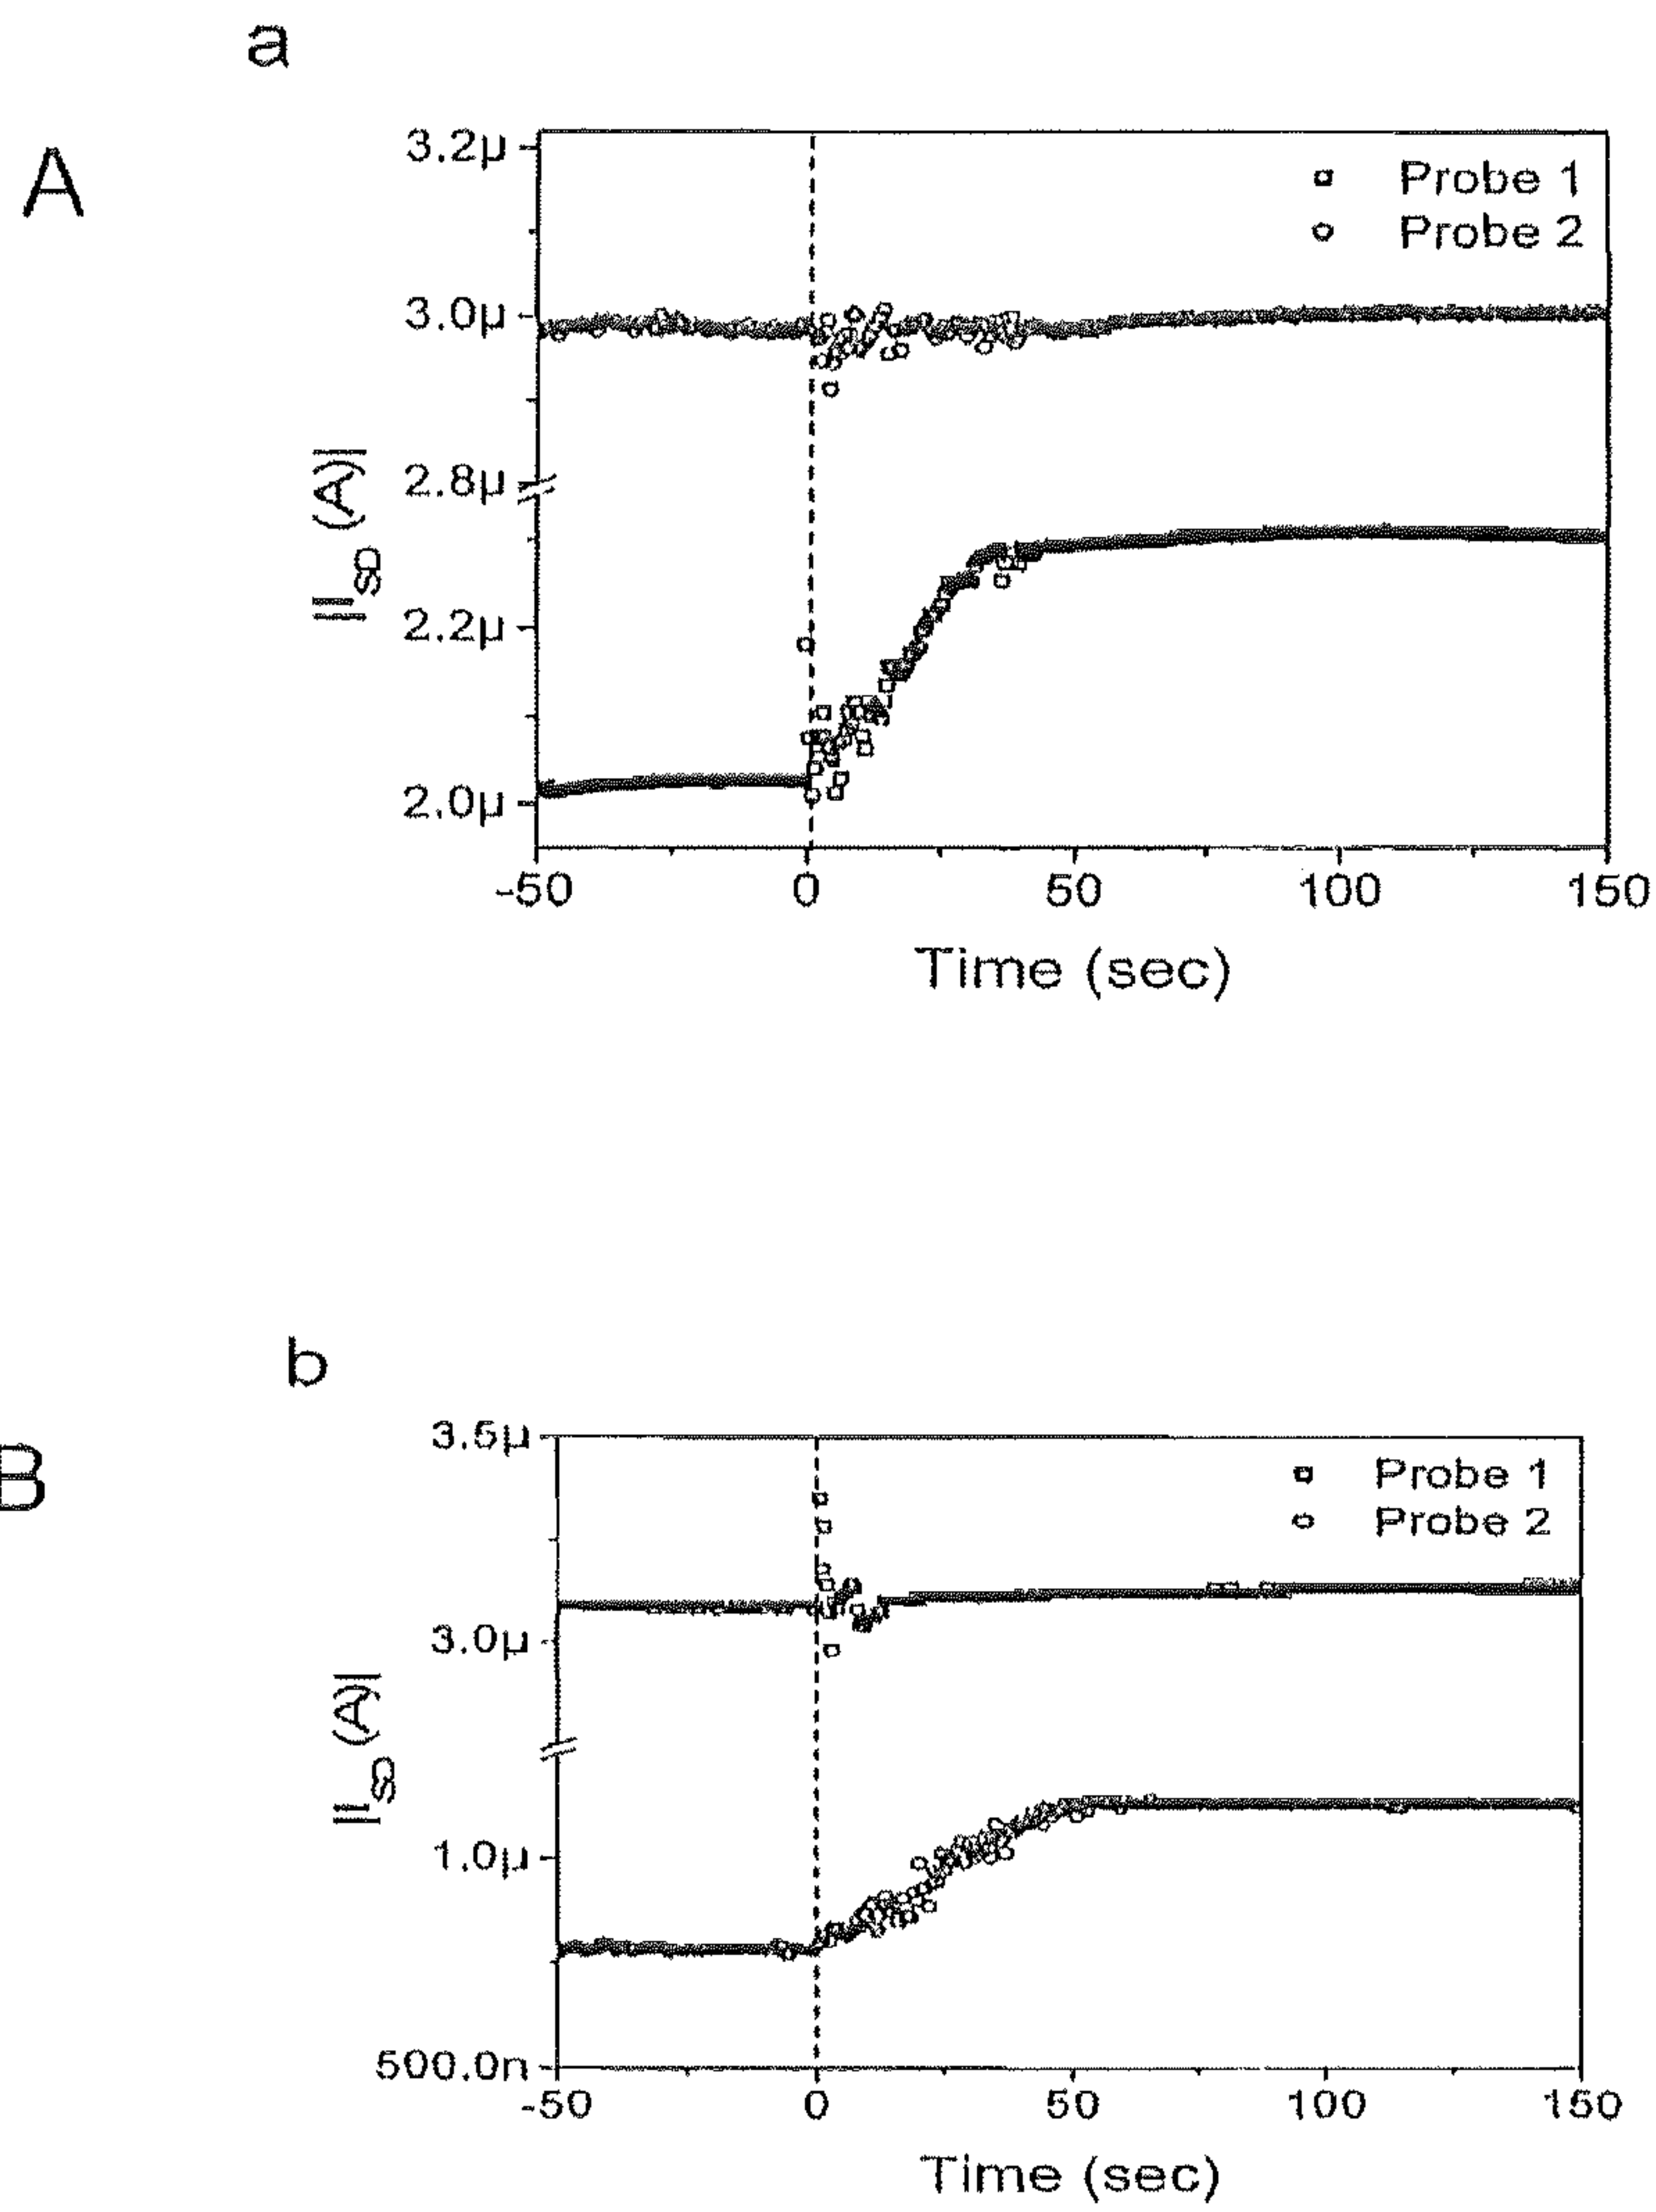 a
A
3.2μ
Probe 1
Probe 2
3.0μ
2.8μ
|I_SD (A)|
2.2μ
2.0μ
-50 0 50 100 150
Time (sec)
b
B
3.5μ
Probe 1
Probe 2
3.0μ
|I_SD (A)|
1.0μ
500.0n
-50 0 50 100 150
Time (sec)